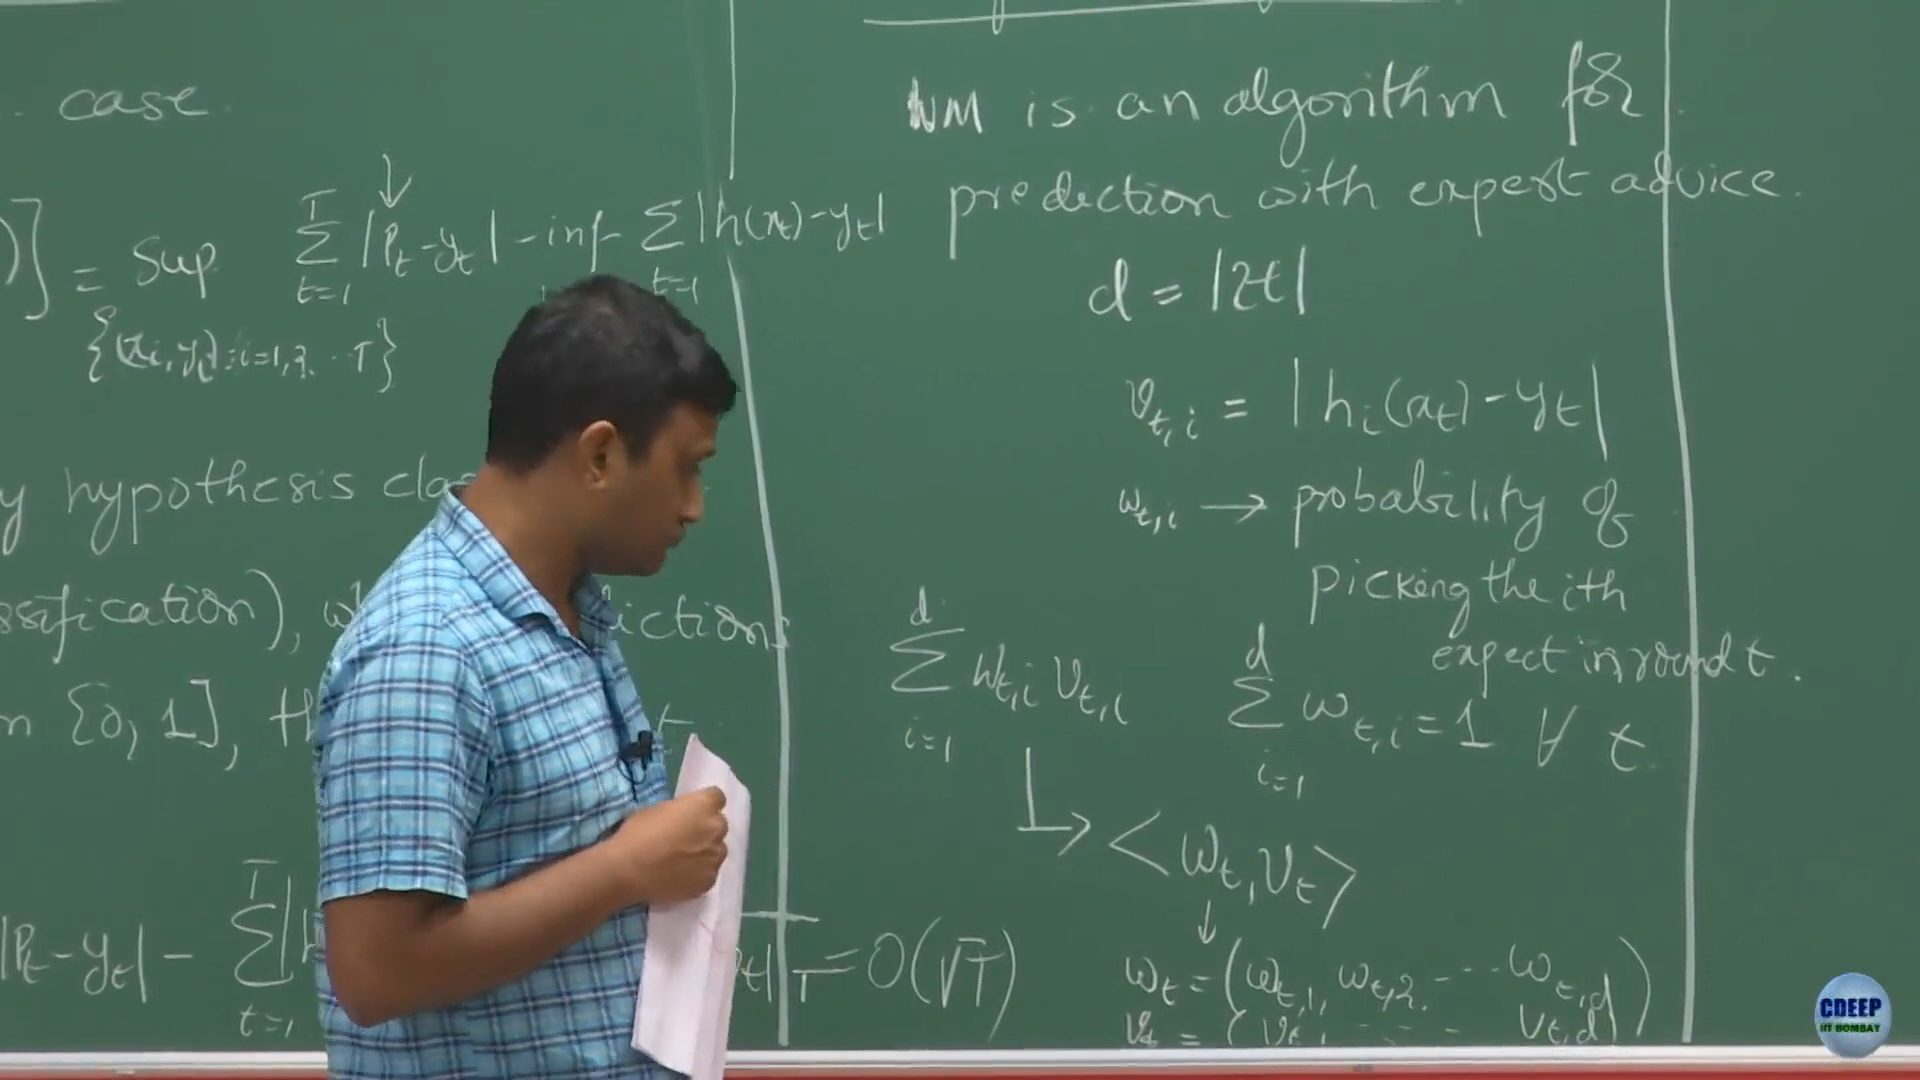 case.
)] = Sup Σ_{t=1}^{T} |P_t - y_t| - inf Σ_{t=1} |h(x_t) - y_t|
{(x_i, y_i): i=1,2, .. T}
y hypothesis cla
ssification), w ictions
n [0, 1], th
|P_t - y_t| - Σ_{t=1}^{T} |h = O(√T)
WM is an algorithm for
prediction with expert advice.
d = |ℋ|
v_{t,i} = |h_i(x_t) - y_t|
w_{t,i} → probability of
picking the ith
expect in round t.
Σ_{i=1}^{d} w_{t,i} v_{t,i} Σ_{i=1}^{d} w_{t,i} = 1 ∀ t
↳ <w_t, v_t>
w_t = (w_{t,1}, w_{t,2}, --- w_{t,d})
v_t = (v_{t,1} --- v_{t,d})
CDEEP
IIT BOMBAY